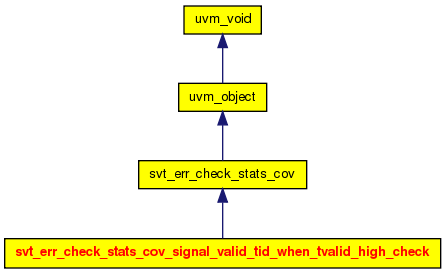 uvm_void
uvm_object
svt_err_check_stats_cov
svt_err_check_stats_cov_signal_valid_tid_when_tvalid_high_check